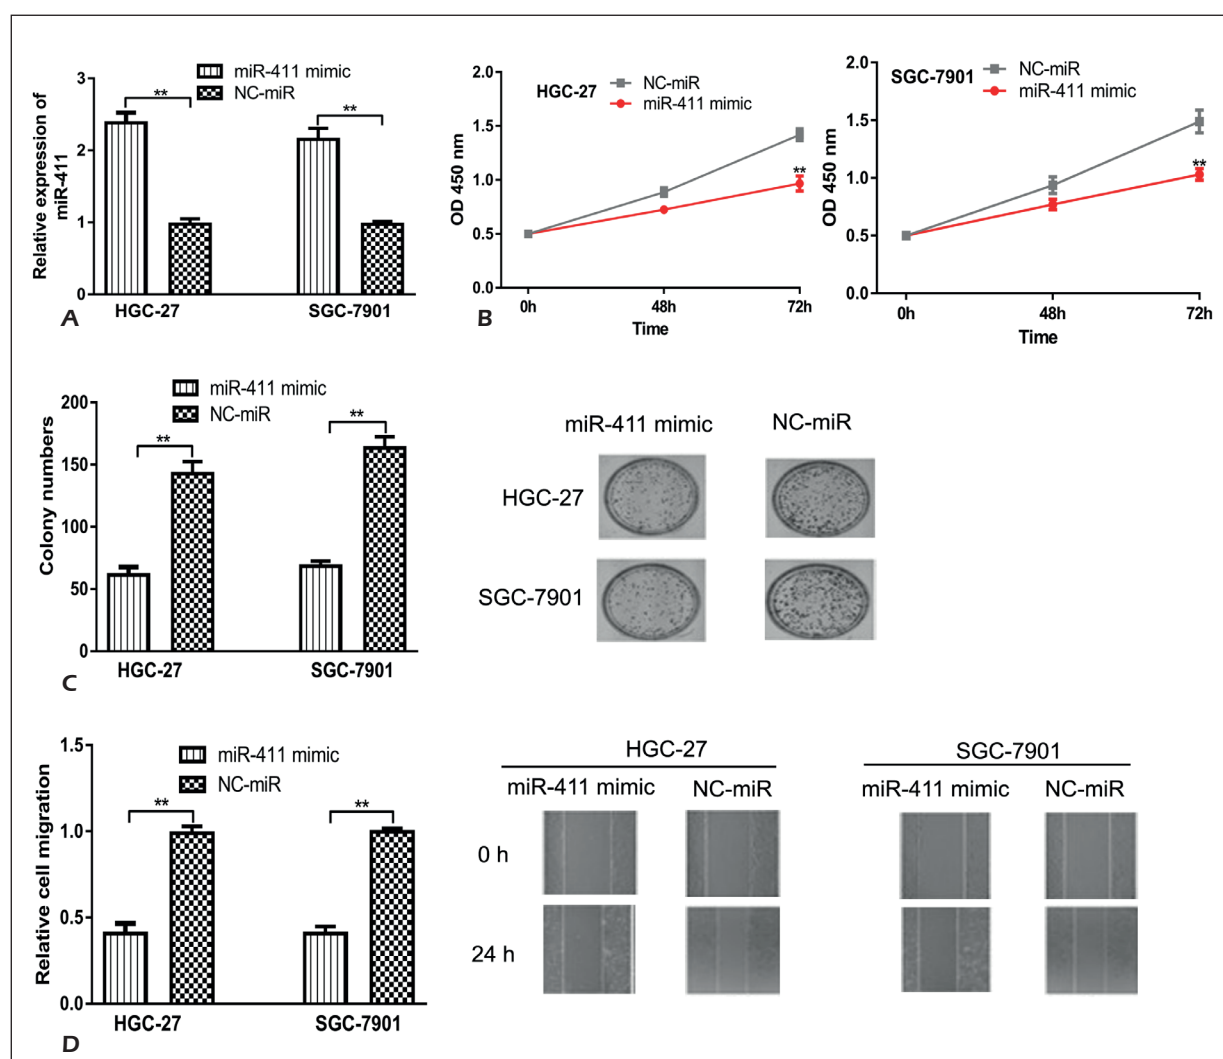 miR-411 mimic
NC-miR
Relative expression of
miR-411
3
2
1
0
**
**
HGC-27
SGC-7901
A
HGC-27
NC-miR
miR-411 mimic
OD 450 nm
2.0
1.5
1.0
0.5
0.0
**
0h
48h
72h
Time
B
SGC-7901
NC-miR
miR-411 mimic
OD 450 nm
2.0
1.5
1.0
0.5
0.0
**
0h
48h
72h
Time
miR-411 mimic
NC-miR
Colony numbers
200
150
100
50
0
**
**
HGC-27
SGC-7901
C
miR-411 mimic
NC-miR
HGC-27
SGC-7901
miR-411 mimic
NC-miR
Relative cell migration
1.5
1.0
0.5
0.0
**
**
HGC-27
SGC-7901
D
HGC-27
SGC-7901
miR-411 mimic
NC-miR
miR-411 mimic
NC-miR
0 h
24 h